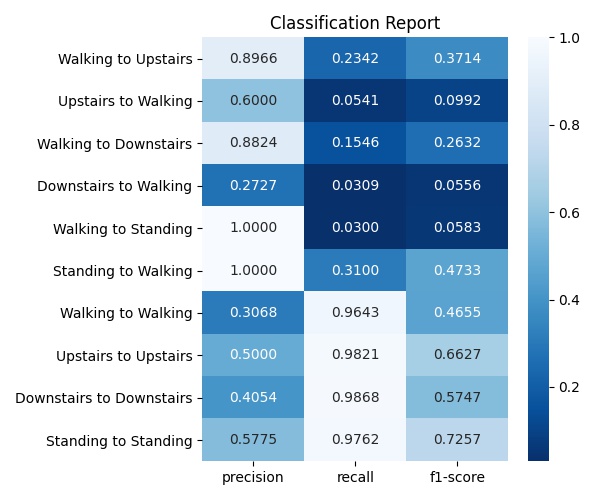 Classification Report
Walking to Upstairs 0.8966 0.2342 0.3714
Upstairs to Walking 0.6000 0.0541 0.0992
Walking to Downstairs 0.8824 0.1546 0.2632
Downstairs to Walking 0.2727 0.0309 0.0556
Walking to Standing 1.0000 0.0300 0.0583
Standing to Walking 1.0000 0.3100 0.4733
Walking to Walking 0.3068 0.9643 0.4655
Upstairs to Upstairs 0.5000 0.9821 0.6627
Downstairs to Downstairs 0.4054 0.9868 0.5747
Standing to Standing 0.5775 0.9762 0.7257
precision recall f1-score
1.0
0.8
0.6
0.4
0.2